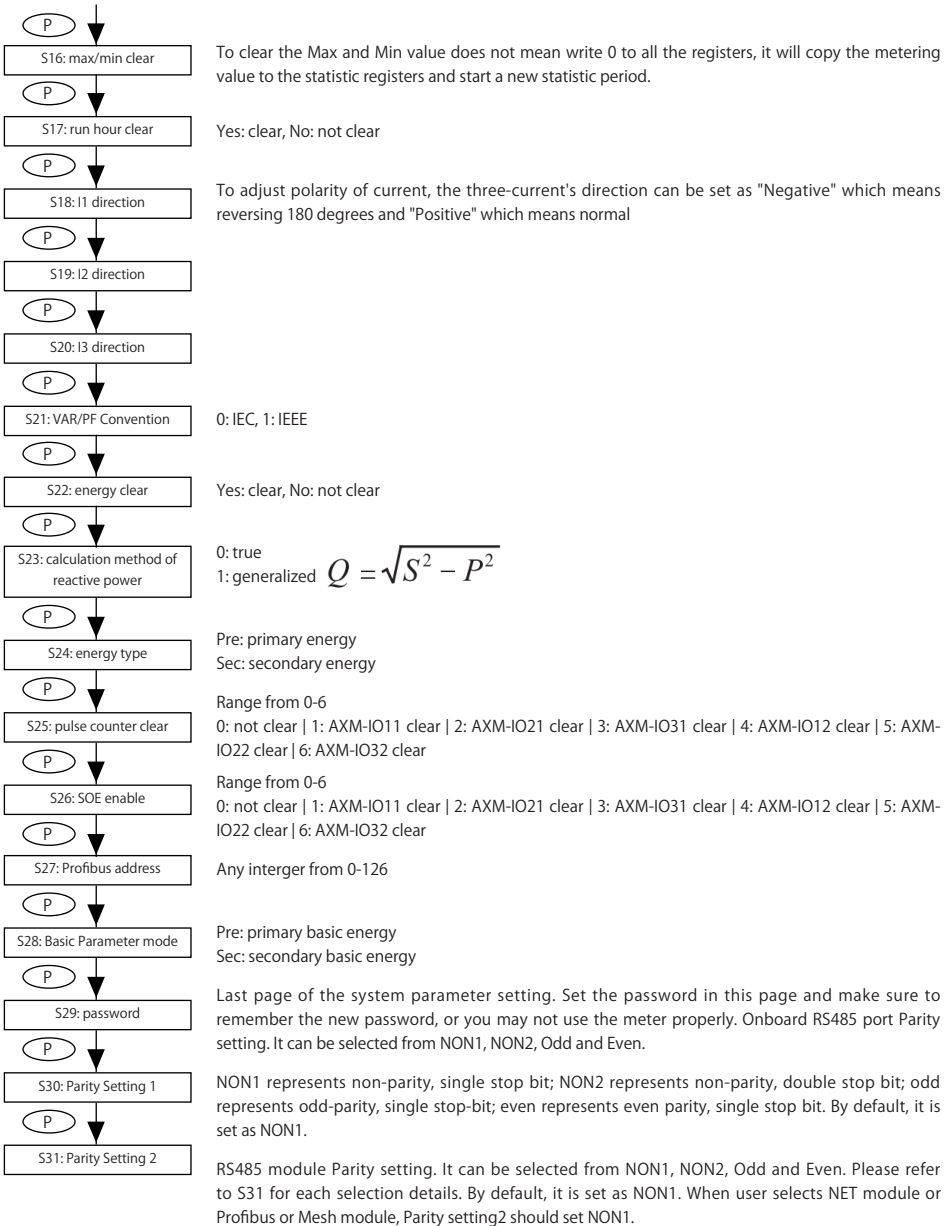 P
S16: max/min clear
To clear the Max and Min value does not mean write 0 to all the registers, it will copy the metering
value to the statistic registers and start a new statistic period.
P
S17: run hour clear
Yes: clear, No: not clear
P
S18: I1 direction
To adjust polarity of current, the three-current's direction can be set as "Negative" which means
reversing 180 degrees and "Positive" which means normal
P
S19: I2 direction
P
S20: I3 direction
P
S21: VAR/PF Convention
0: IEC, 1: IEEE
P
S22: energy clear
Yes: clear, No: not clear
P
S23: calculation method of
reactive power
0: true
1: generalized Q = √S² − P²
P
S24: energy type
Pre: primary energy
Sec: secondary energy
P
S25: pulse counter clear
Range from 0-6
0: not clear | 1: AXM-IO11 clear | 2: AXM-IO21 clear | 3: AXM-IO31 clear | 4: AXM-IO12 clear | 5: AXM-
IO22 clear | 6: AXM-IO32 clear
P
S26: SOE enable
Range from 0-6
0: not clear | 1: AXM-IO11 clear | 2: AXM-IO21 clear | 3: AXM-IO31 clear | 4: AXM-IO12 clear | 5: AXM-
IO22 clear | 6: AXM-IO32 clear
P
S27: Profibus address
Any interger from 0-126
P
S28: Basic Parameter mode
Pre: primary basic energy
Sec: secondary basic energy
P
S29: password
Last page of the system parameter setting. Set the password in this page and make sure to
remember the new password, or you may not use the meter properly. Onboard RS485 port Parity
setting. It can be selected from NON1, NON2, Odd and Even.
P
S30: Parity Setting 1
NON1 represents non-parity, single stop bit; NON2 represents non-parity, double stop bit; odd
represents odd-parity, single stop-bit; even represents even parity, single stop bit. By default, it is
set as NON1.
P
S31: Parity Setting 2
RS485 module Parity setting. It can be selected from NON1, NON2, Odd and Even. Please refer
to S31 for each selection details. By default, it is set as NON1. When user selects NET module or
Profibus or Mesh module, Parity setting2 should set NON1.